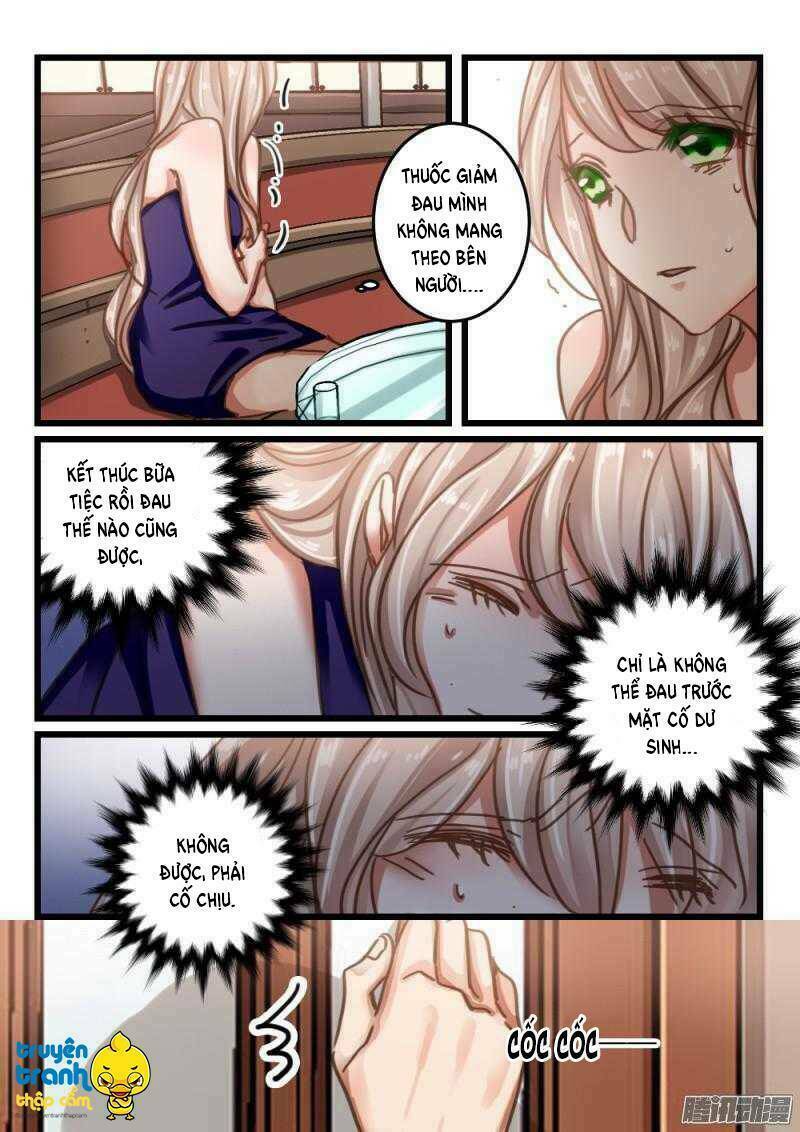 THUỐC GIẢM
ĐAU MÌNH
KHÔNG MANG
THEO BÊN
NGƯỜI....
KẾT THÚC BỮA
TIỆC RỒI ĐAU
THẾ NÀO CŨNG
ĐƯỢC,
CHỈ LÀ KHÔNG
THỂ ĐAU TRƯỚC
MẶT CỐ DƯ
SINH...
KHÔNG
ĐƯỢC, PHẢI
CỐ CHỊU.
CỐC CỐC
truyện
tranh
thập cẩm
腾讯动漫